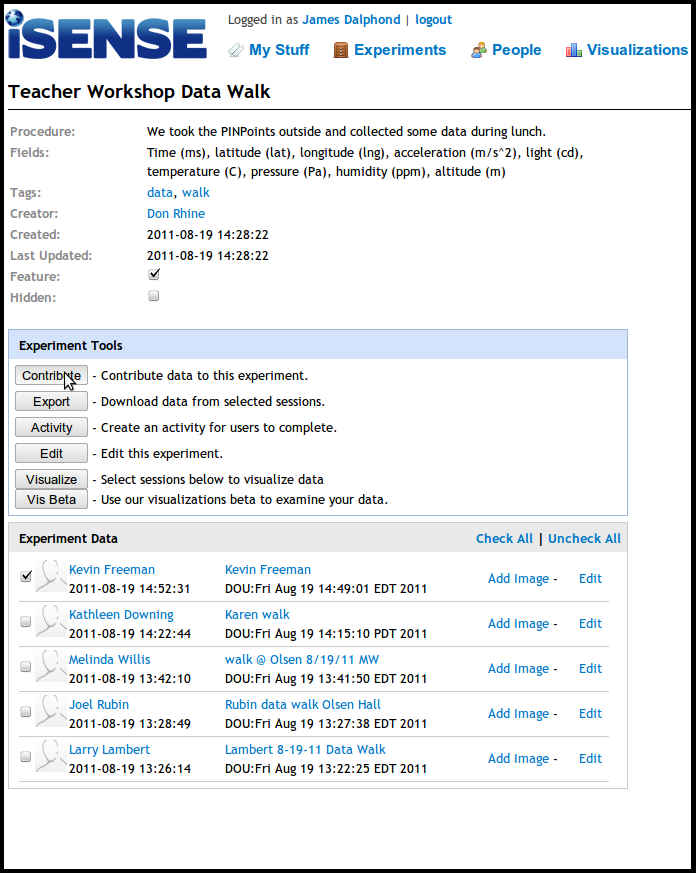 iSENSE
Logged in as James Dalphond | logout
My Stuff Experiments People Visualizations
Teacher Workshop Data Walk
Procedure: We took the PINPoints outside and collected some data during lunch.
Fields: Time (ms), latitude (lat), longitude (lng), acceleration (m/s^2), light (cd),
temperature (C), pressure (Pa), humidity (ppm), altitude (m)
Tags: data, walk
Creator: Don Rhine
Created: 2011-08-19 14:28:22
Last Updated: 2011-08-19 14:28:22
Feature:
Hidden:
Experiment Tools
Contribute - Contribute data to this experiment.
Export - Download data from selected sessions.
Activity - Create an activity for users to complete.
Edit - Edit this experiment.
Visualize - Select sessions below to visualize data
Vis Beta - Use our visualizations beta to examine your data.
Experiment Data Check All | Uncheck All
Kevin Freeman Kevin Freeman
2011-08-19 14:52:31 DOU:Fri Aug 19 14:49:01 EDT 2011 Add Image - Edit
Kathleen Downing Karen walk
2011-08-19 14:22:44 DOU:Fri Aug 19 14:15:10 PDT 2011 Add Image - Edit
Melinda Willis walk @ Olsen 8/19/11 MW
2011-08-19 13:42:10 DOU:Fri Aug 19 13:41:50 EDT 2011 Add Image - Edit
Joel Rubin Rubin data walk Olsen Hall
2011-08-19 13:28:49 DOU:Fri Aug 19 13:27:38 EDT 2011 Add Image - Edit
Larry Lambert Lambert 8-19-11 Data Walk
2011-08-19 13:26:14 DOU:Fri Aug 19 13:22:25 EDT 2011 Add Image - Edit